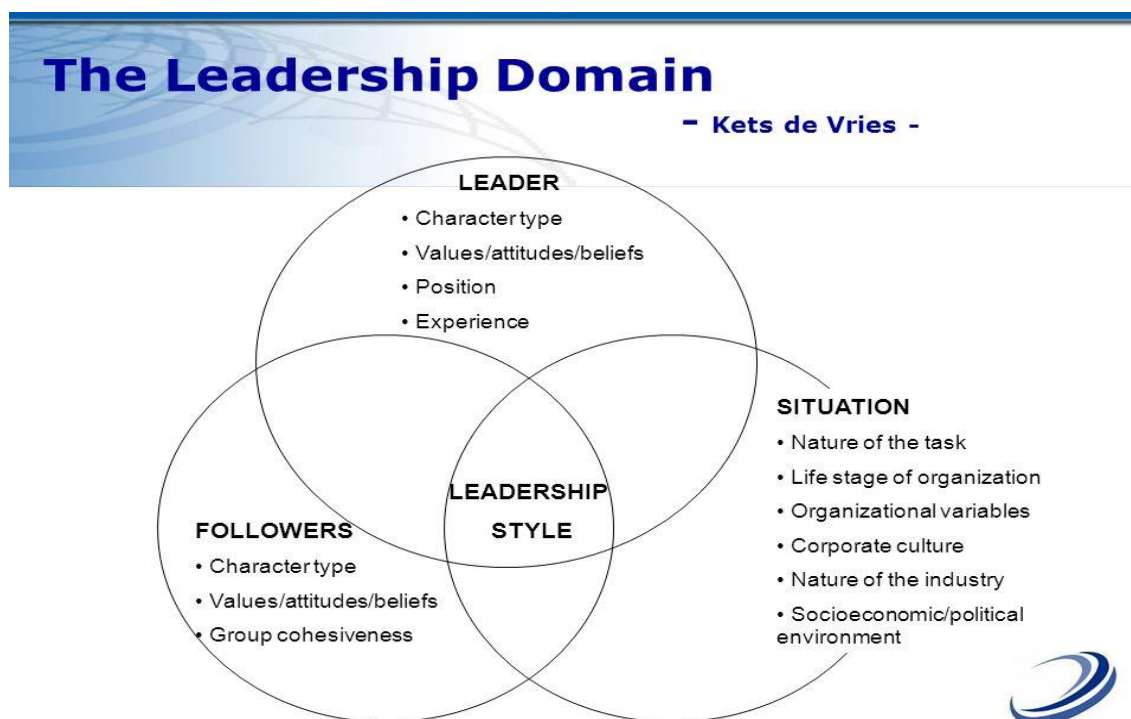 The Leadership Domain
- Kets de Vries -
LEADER
• Character type
• Values/attitudes/beliefs
• Position
• Experience
SITUATION
• Nature of the task
• Life stage of organization
• Organizational variables
• Corporate culture
• Nature of the industry
• Socioeconomic/political
environment
LEADERSHIP
STYLE
FOLLOWERS
• Character type
• Values/attitudes/beliefs
• Group cohesiveness